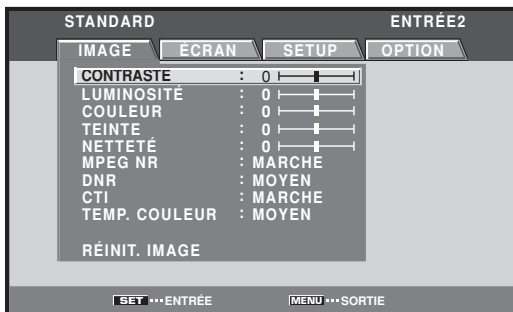 STANDARD ENTRÉE2
IMAGE ÉCRAN SETUP OPTION
CONTRASTE : 0
LUMINOSITÉ : 0
COULEUR : 0
TEINTE : 0
NETTETÉ : 0
MPEG NR : MARCHE
DNR : MOYEN
CTI : MARCHE
TEMP. COULEUR : MOYEN
RÉINIT. IMAGE
SET ••• ENTRÉE MENU ••• SORTIE